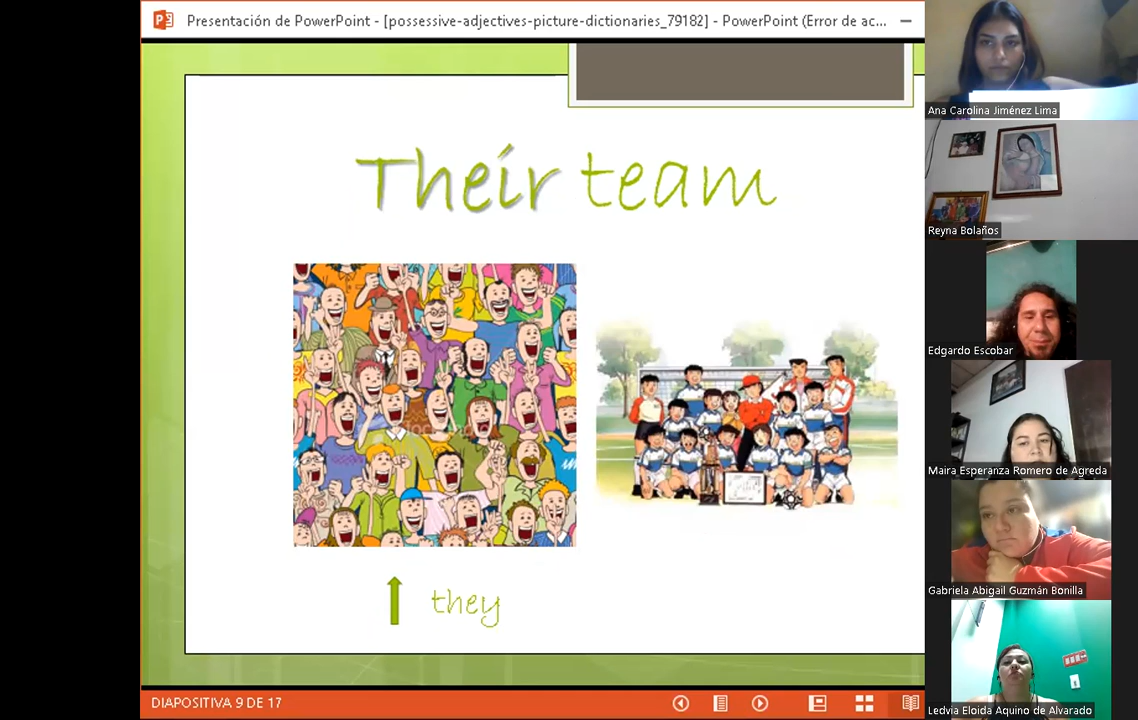 Presentación de PowerPoint - [possessive-adjectives-picture-dictionaries_79182] - PowerPoint (Error de ac...
Their team
they
DIAPOSITIVA 9 DE 17
Ana Carolina Jiménez Lima
Reyna Bolaños
Edgardo Escobar
Maira Esperanza Romero de Agreda
Gabriela Abigail Guzmán Bonilla
Ledvia Eloida Aquino de Alvarado